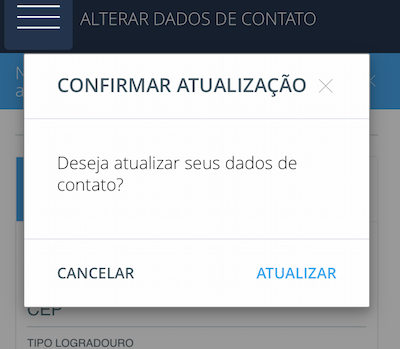 ALTERAR DADOS DE CONTATO
CONFIRMAR ATUALIZAÇÃO
Deseja atualizar seus dados de
contato?
CANCELAR
ATUALIZAR
CEP
TIPO LOGRADOURO